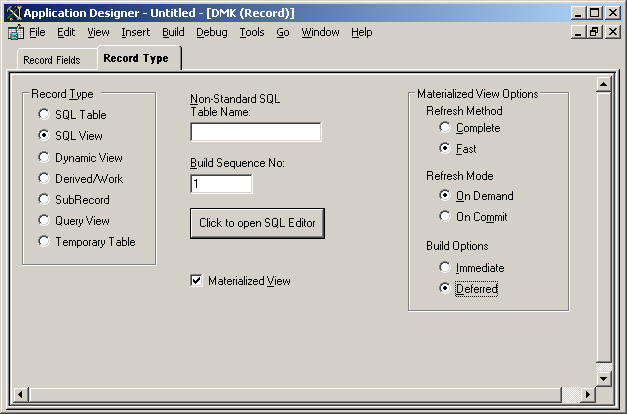 Application Designer - Untitled - [DMK (Record)]
File Edit View Insert Build Debug Tools Go Window Help
Record Fields Record Type
Record Type
SQL Table
SQL View
Dynamic View
Derived/Work
SubRecord
Query View
Temporary Table
Non-Standard SQL
Table Name:
Build Sequence No:
1
Click to open SQL Editor
Materialized View
Materialized View Options
Refresh Method
Complete
Fast
Refresh Mode
On Demand
On Commit
Build Options
Immediate
Deferred